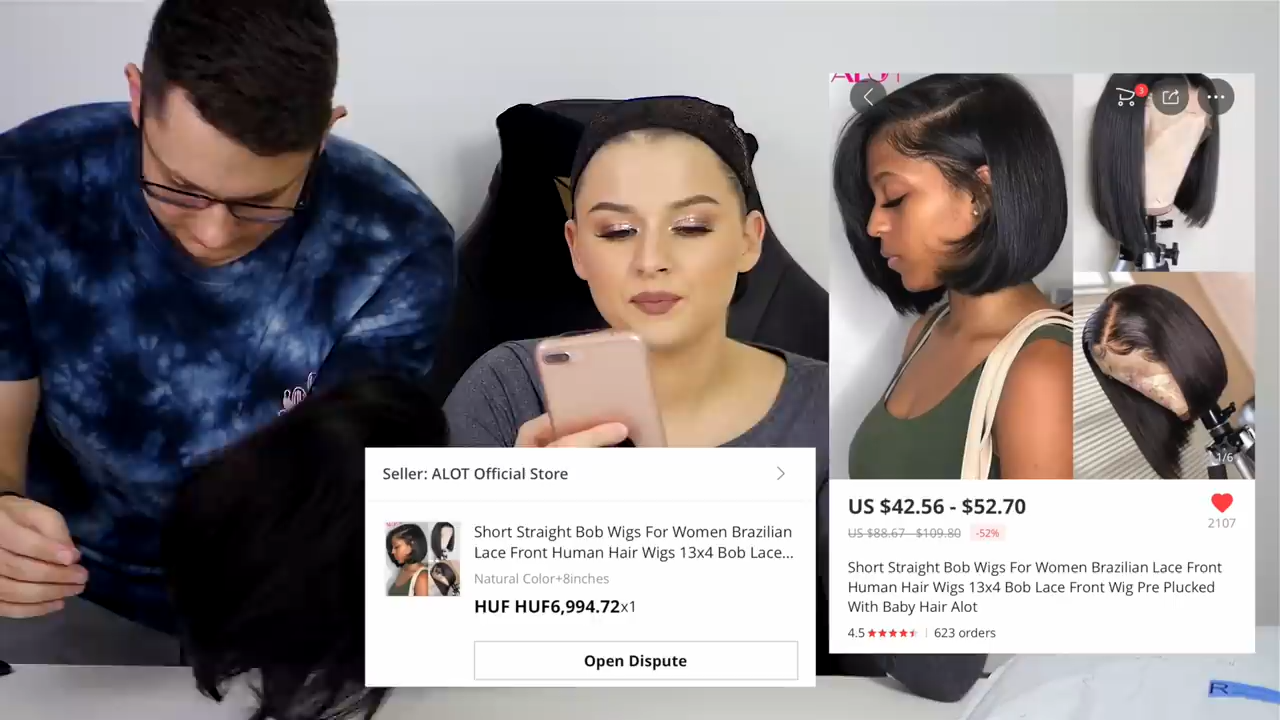 Seller: ALOT Official Store
Short Straight Bob Wigs For Women Brazilian
Lace Front Human Hair Wigs 13x4 Bob Lace...
Natural Color+8inches
HUF HUF6,994.72x1
Open Dispute
ALOT
3
1/6
US $42.56 - $52.70
2107
US $88.67 - $109.80 -52%
Short Straight Bob Wigs For Women Brazilian Lace Front
Human Hair Wigs 13x4 Bob Lace Front Wig Pre Plucked
With Baby Hair Alot
4.5 623 orders
R